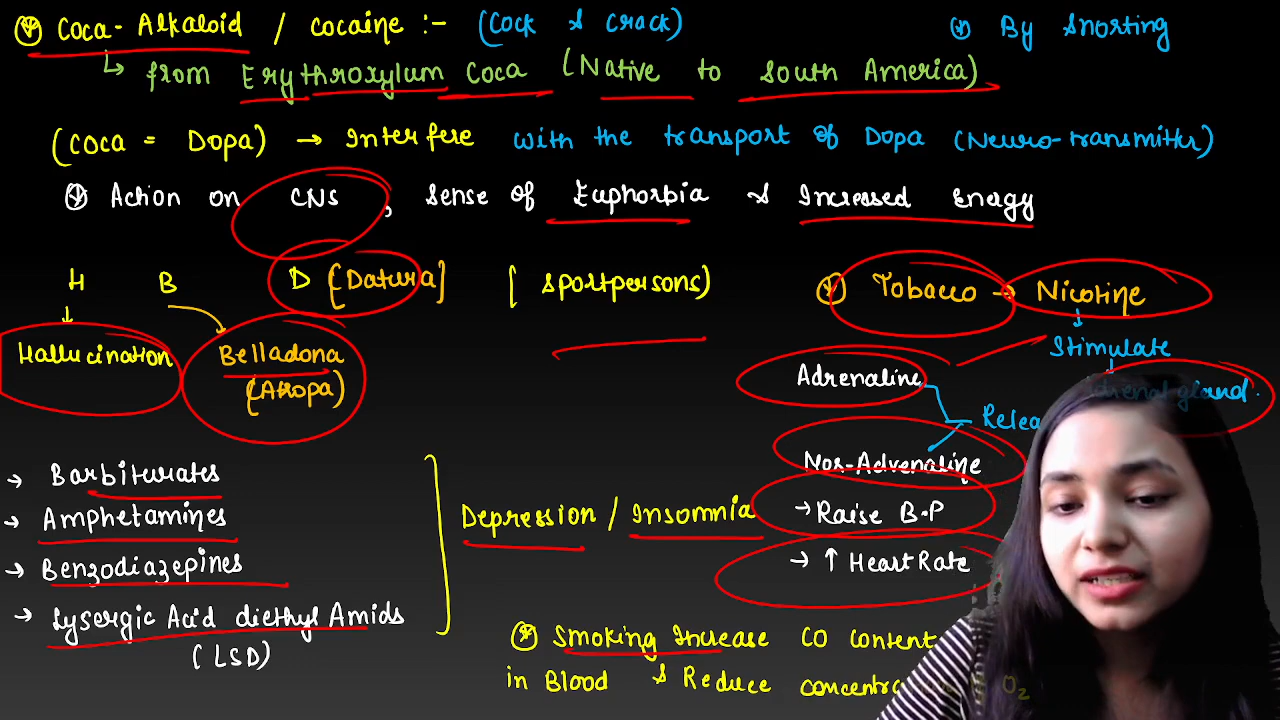 Coca-Alkaloid / cocaine :- (Cock & crack)
By Snorting
from Erythroxylum Coca (Native to South America)
(Coca = Dopa) → Interfere with the transport of Dopa (Neuro-transmitter)
Action on CNS, sense of Euphorbia & Increased Energy
H B D [Datura] [Sportpersons)
Tobacco → Nicotine
Hallucination
Belladona
(Atropa)
Stimulate
Adrenal gland.
Adrenaline
Nor-Adrenaline
→ Raise B.P
→ ↑ Heart Rate
→ Barbiturates
→ Amphetamines
→ Benzodiazepines
→ Lysergic Acid diethyl Amids
(LSD)
Depression / Insomnia
Smoking Increase CO content
in Blood & Reduce O2